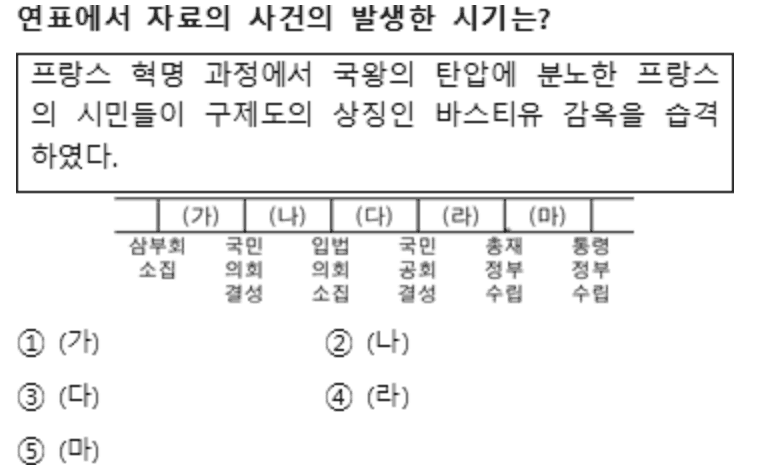 연표에서 자료의 사건의 발생한 시기는?
프랑스 혁명 과정에서 국왕의 탄압에 분노한 프랑스
의 시민들이 구제도의 상징인 바스티유 감옥을 습격
하였다.
(가) (나) (다) (라) (마)
삼부회 국민 입법 국민 총재 통령
소집 의회 의회 공회 정부 정부
결성 소집 결성 수립 수립
① (가) ② (나)
③ (다) ④ (라)
⑤ (마)